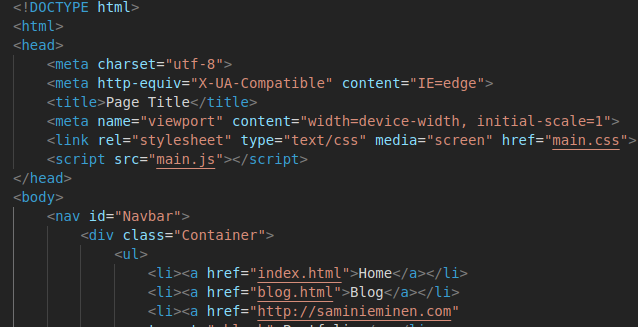 <!DOCTYPE html>
<html>
<head>
    <meta charset="utf-8">
    <meta http-equiv="X-UA-Compatible" content="IE=edge">
    <title>Page Title</title>
    <meta name="viewport" content="width=device-width, initial-scale=1">
    <link rel="stylesheet" type="text/css" media="screen" href="main.css">
    <script src="main.js"></script>
</head>
<body>
    <nav id="Navbar">
        <div class="Container">
            <ul>
                <li><a href="index.html">Home</a></li>
                <li><a href="blog.html">Blog</a></li>
                <li><a href="http://saminieminen.com"